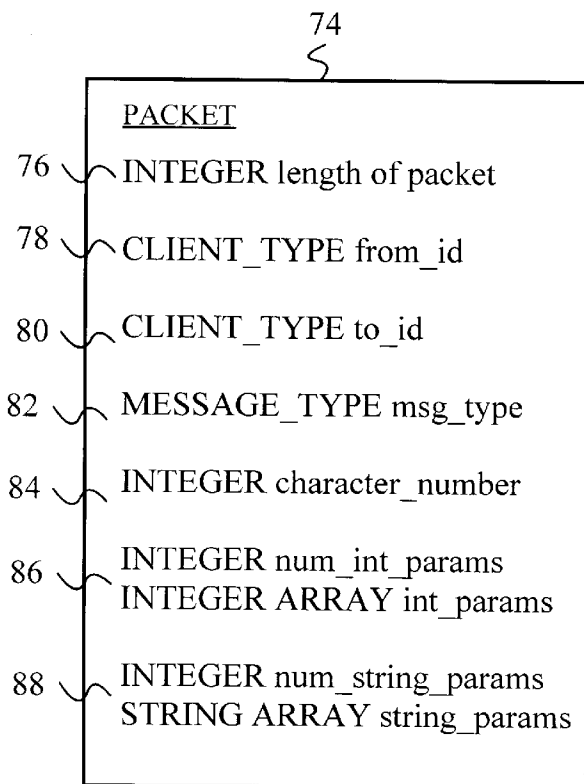 74
PACKET
76 INTEGER length of packet
78 CLIENT_TYPE from_id
80 CLIENT_TYPE to_id
82 MESSAGE_TYPE msg_type
84 INTEGER character_number
86 INTEGER num_int_params
INTEGER ARRAY int_params
88 INTEGER num_string_params
STRING ARRAY string_params